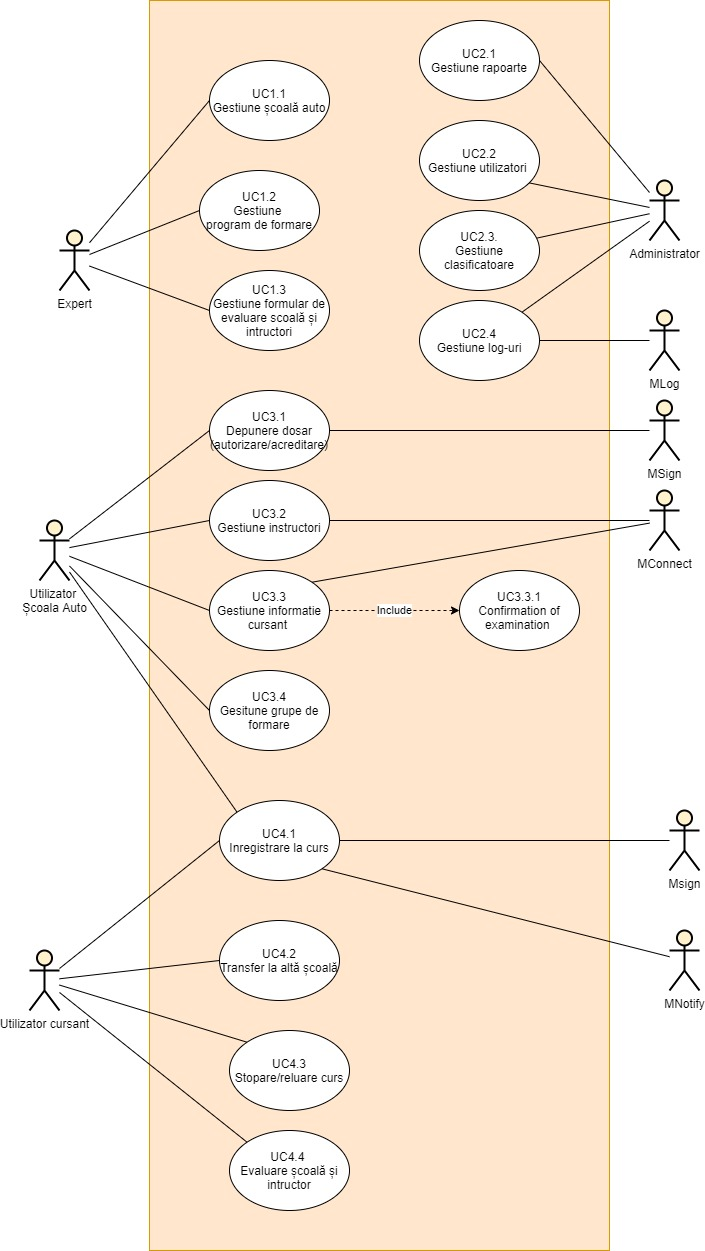 UC2.1
Gestiune rapoarte
UC1.1
Gestiune școală auto
UC2.2
Gestiune utilizatori
UC1.2
Gestiune
program de formare
UC2.3.
Gestiune
clasificatoare
Administrator
Expert
UC1.3
Gestiune formular de
evaluare scoală și
intructori
UC2.4
Gestiune log-uri
MLog
UC3.1
Depunere dosar
(autorizare/acreditare)
MSign
UC3.2
Gestiune instructori
MConnect
Utilizator
Școala Auto
UC3.3
Gestiune informatie
cursant
Include
UC3.3.1
Confirmation of
examination
UC3.4
Gesitune grupe de
formare
UC4.1
Inregistrare la curs
Msign
UC4.2
Transfer la altă școală
MNotify
Utilizator cursant
UC4.3
Stopare/reluare curs
UC4.4
Evaluare școală și
intructor